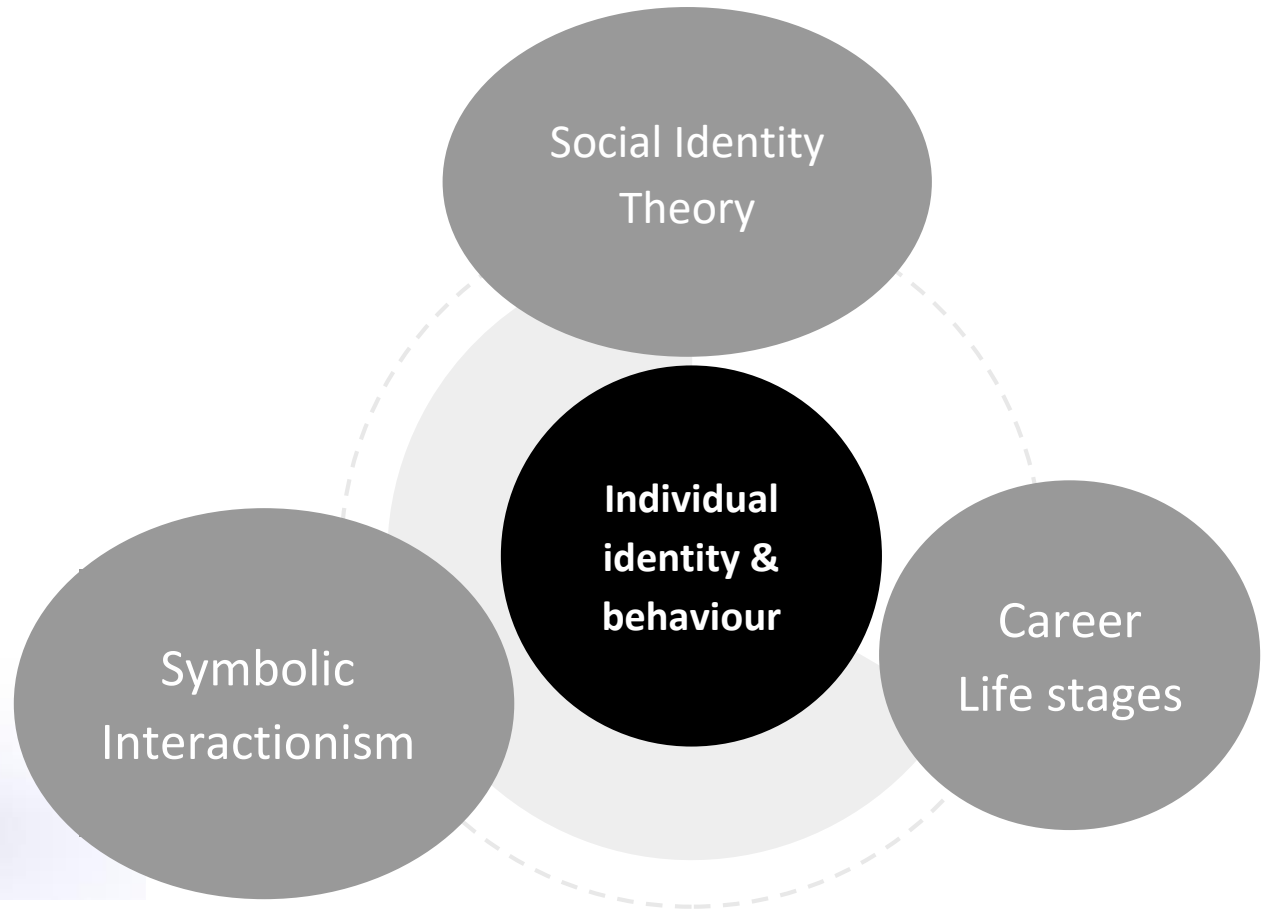 Social Identity
Theory
Individual
identity &
behaviour
Career
Life stages
Symbolic
Interactionism